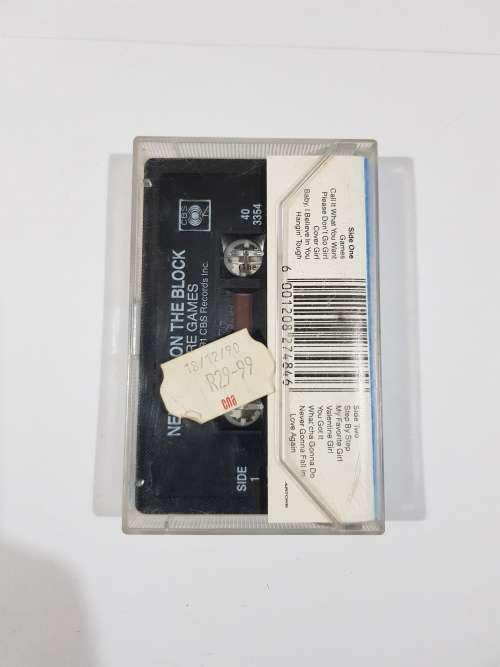 CBS
40
3354
NE
ON THE BLOCK
RE GAMES
CBS Records Inc.
SIDE
1
18/12/90
R29-99
cna
Side One
Call It What You Want
Games
Please Don't Go Girl
Cover Girl
Baby, I Believe In You
Hangin' Tough
6 001208 274846
Side Two
Step By Step
My Favorite Girl
Valentine Girl
You Got It
What'cha Gonna Do
Never Gonna Fall In
Love Again